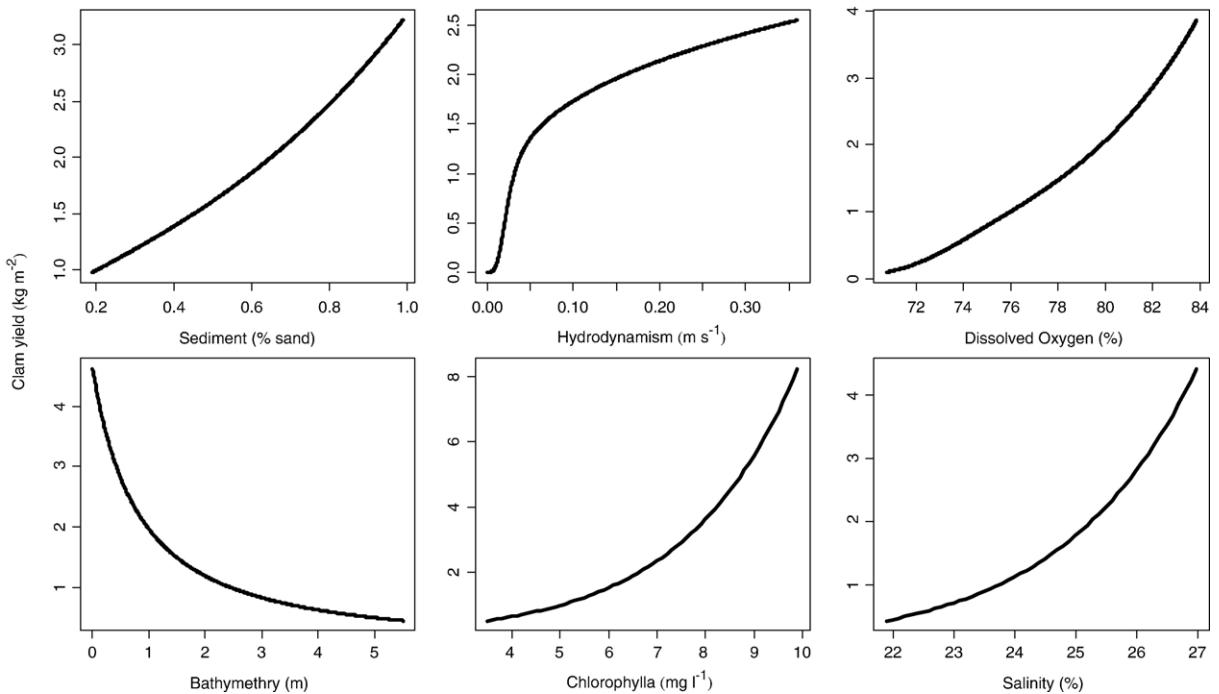 Clam yield (kg m-2)
1.0 1.5 2.0 2.5 3.0
0.2 0.4 0.6 0.8 1.0
Sediment (% sand)
0.0 0.5 1.0 1.5 2.0 2.5
0.00 0.10 0.20 0.30
Hydrodynamism (m s-1)
0 1 2 3 4
72 74 76 78 80 82 84
Dissolved Oxygen (%)
1 2 3 4
0 1 2 3 4 5
Bathymethry (m)
2 4 6 8
4 5 6 7 8 9 10
Chlorophylla (mg l-1)
1 2 3 4
22 23 24 25 26 27
Salinity (%)